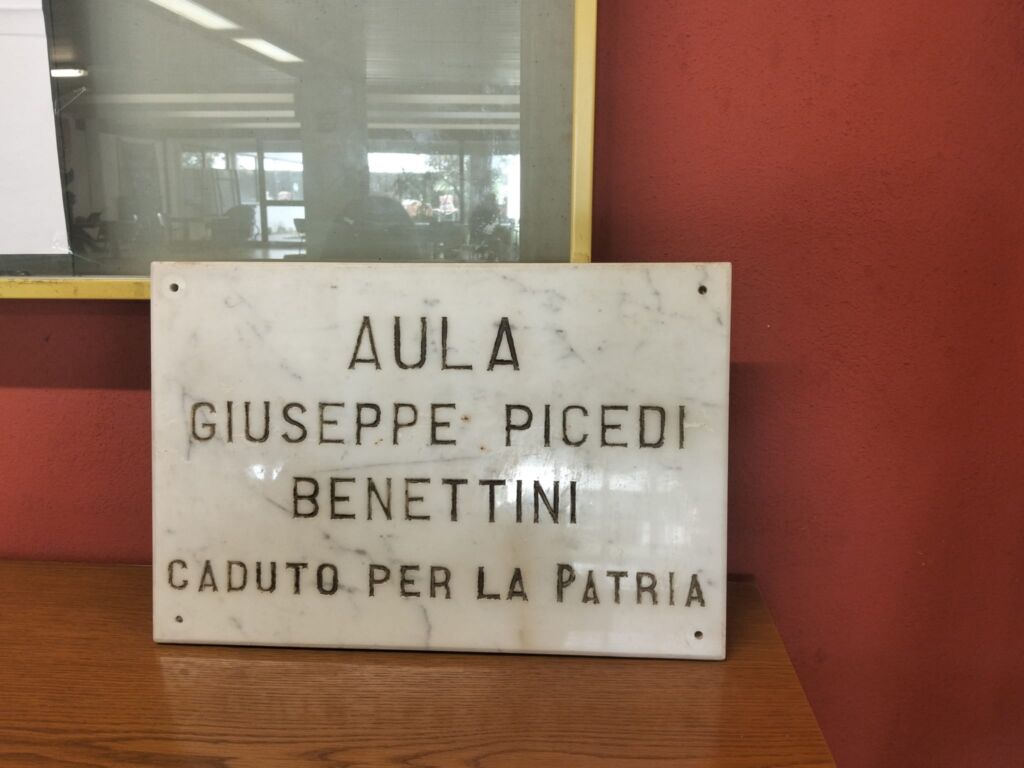 AULA
GIUSEPPE PICEDI
BENETTINI
CADUTO PER LA PATRIA